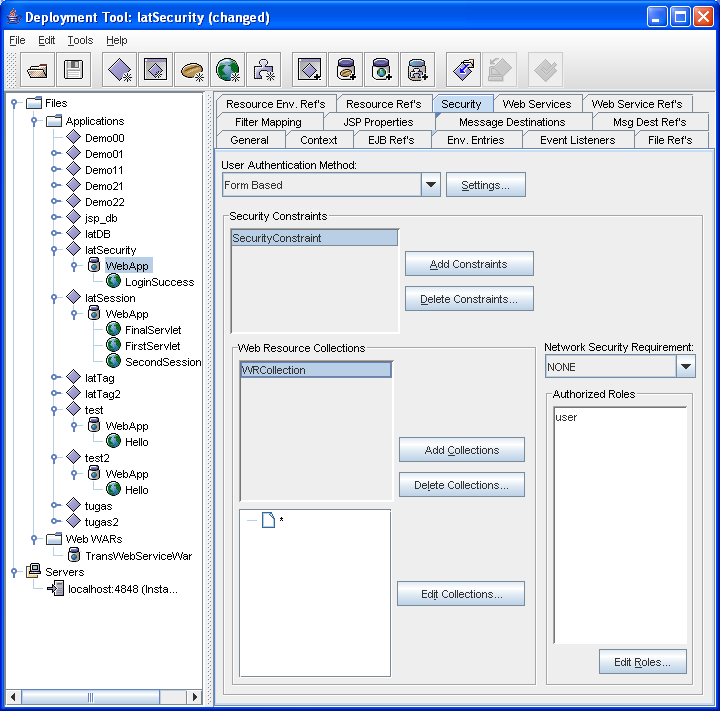 Deployment Tool: latSecurity (changed)
File Edit Tools Help
Files
Applications
Demo00
Demo01
Demo11
Demo21
Demo22
jsp_db
latDB
latSecurity
WebApp
LoginSuccess
latSession
WebApp
FinalServlet
FirstServlet
SecondSession
latTag
latTag2
test
WebApp
Hello
test2
WebApp
Hello
tugas
tugas2
Web WARs
TransWebServiceWar
Servers
localhost:4848 (Insta...
Resource Env. Ref's Resource Ref's Security Web Services Web Service Ref's
Filter Mapping JSP Properties Message Destinations Msg Dest Ref's
General Context EJB Ref's Env. Entries Event Listeners File Ref's
User Authentication Method:
Form Based Settings...
Security Constraints
SecurityConstraint
Add Constraints
Delete Constraints...
Web Resource Collections
WRCollection
Add Collections
Delete Collections...
*
Edit Collections...
Network Security Requirement:
NONE
Authorized Roles
user
Edit Roles...